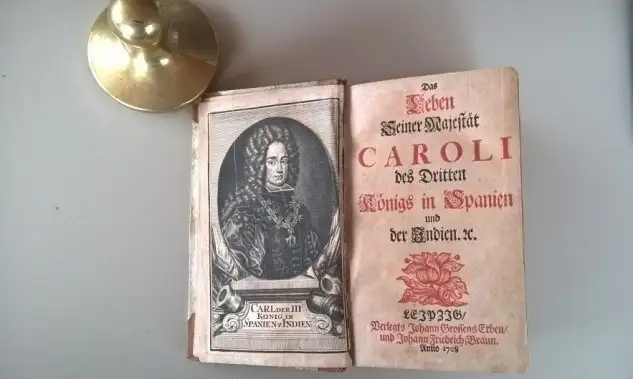 CARL DER III
KÖNIG IN
SPANIEN u INDIEN
Das
Leben
Seiner Majestät
CAROLI
des Dritten
Königs in Spanien
und
der Indien. ꝛc.
LEIPZIG/
Verlegts Johann Grossens Erben/
und Johann Friedrich Braun.
Anno 1708